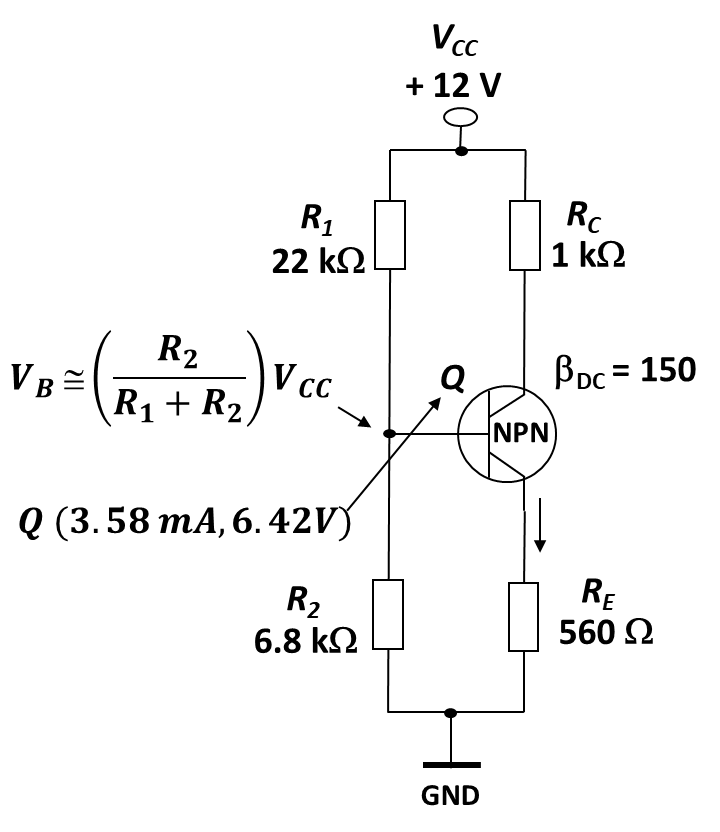 V_CC
+ 12 V
R_1
22 kΩ
R_C
1 kΩ
V_B ≅ (R_2 / (R_1 + R_2)) V_CC
Q
β_DC = 150
NPN
Q (3.58 mA, 6.42V)
R_2
6.8 kΩ
R_E
560 Ω
GND